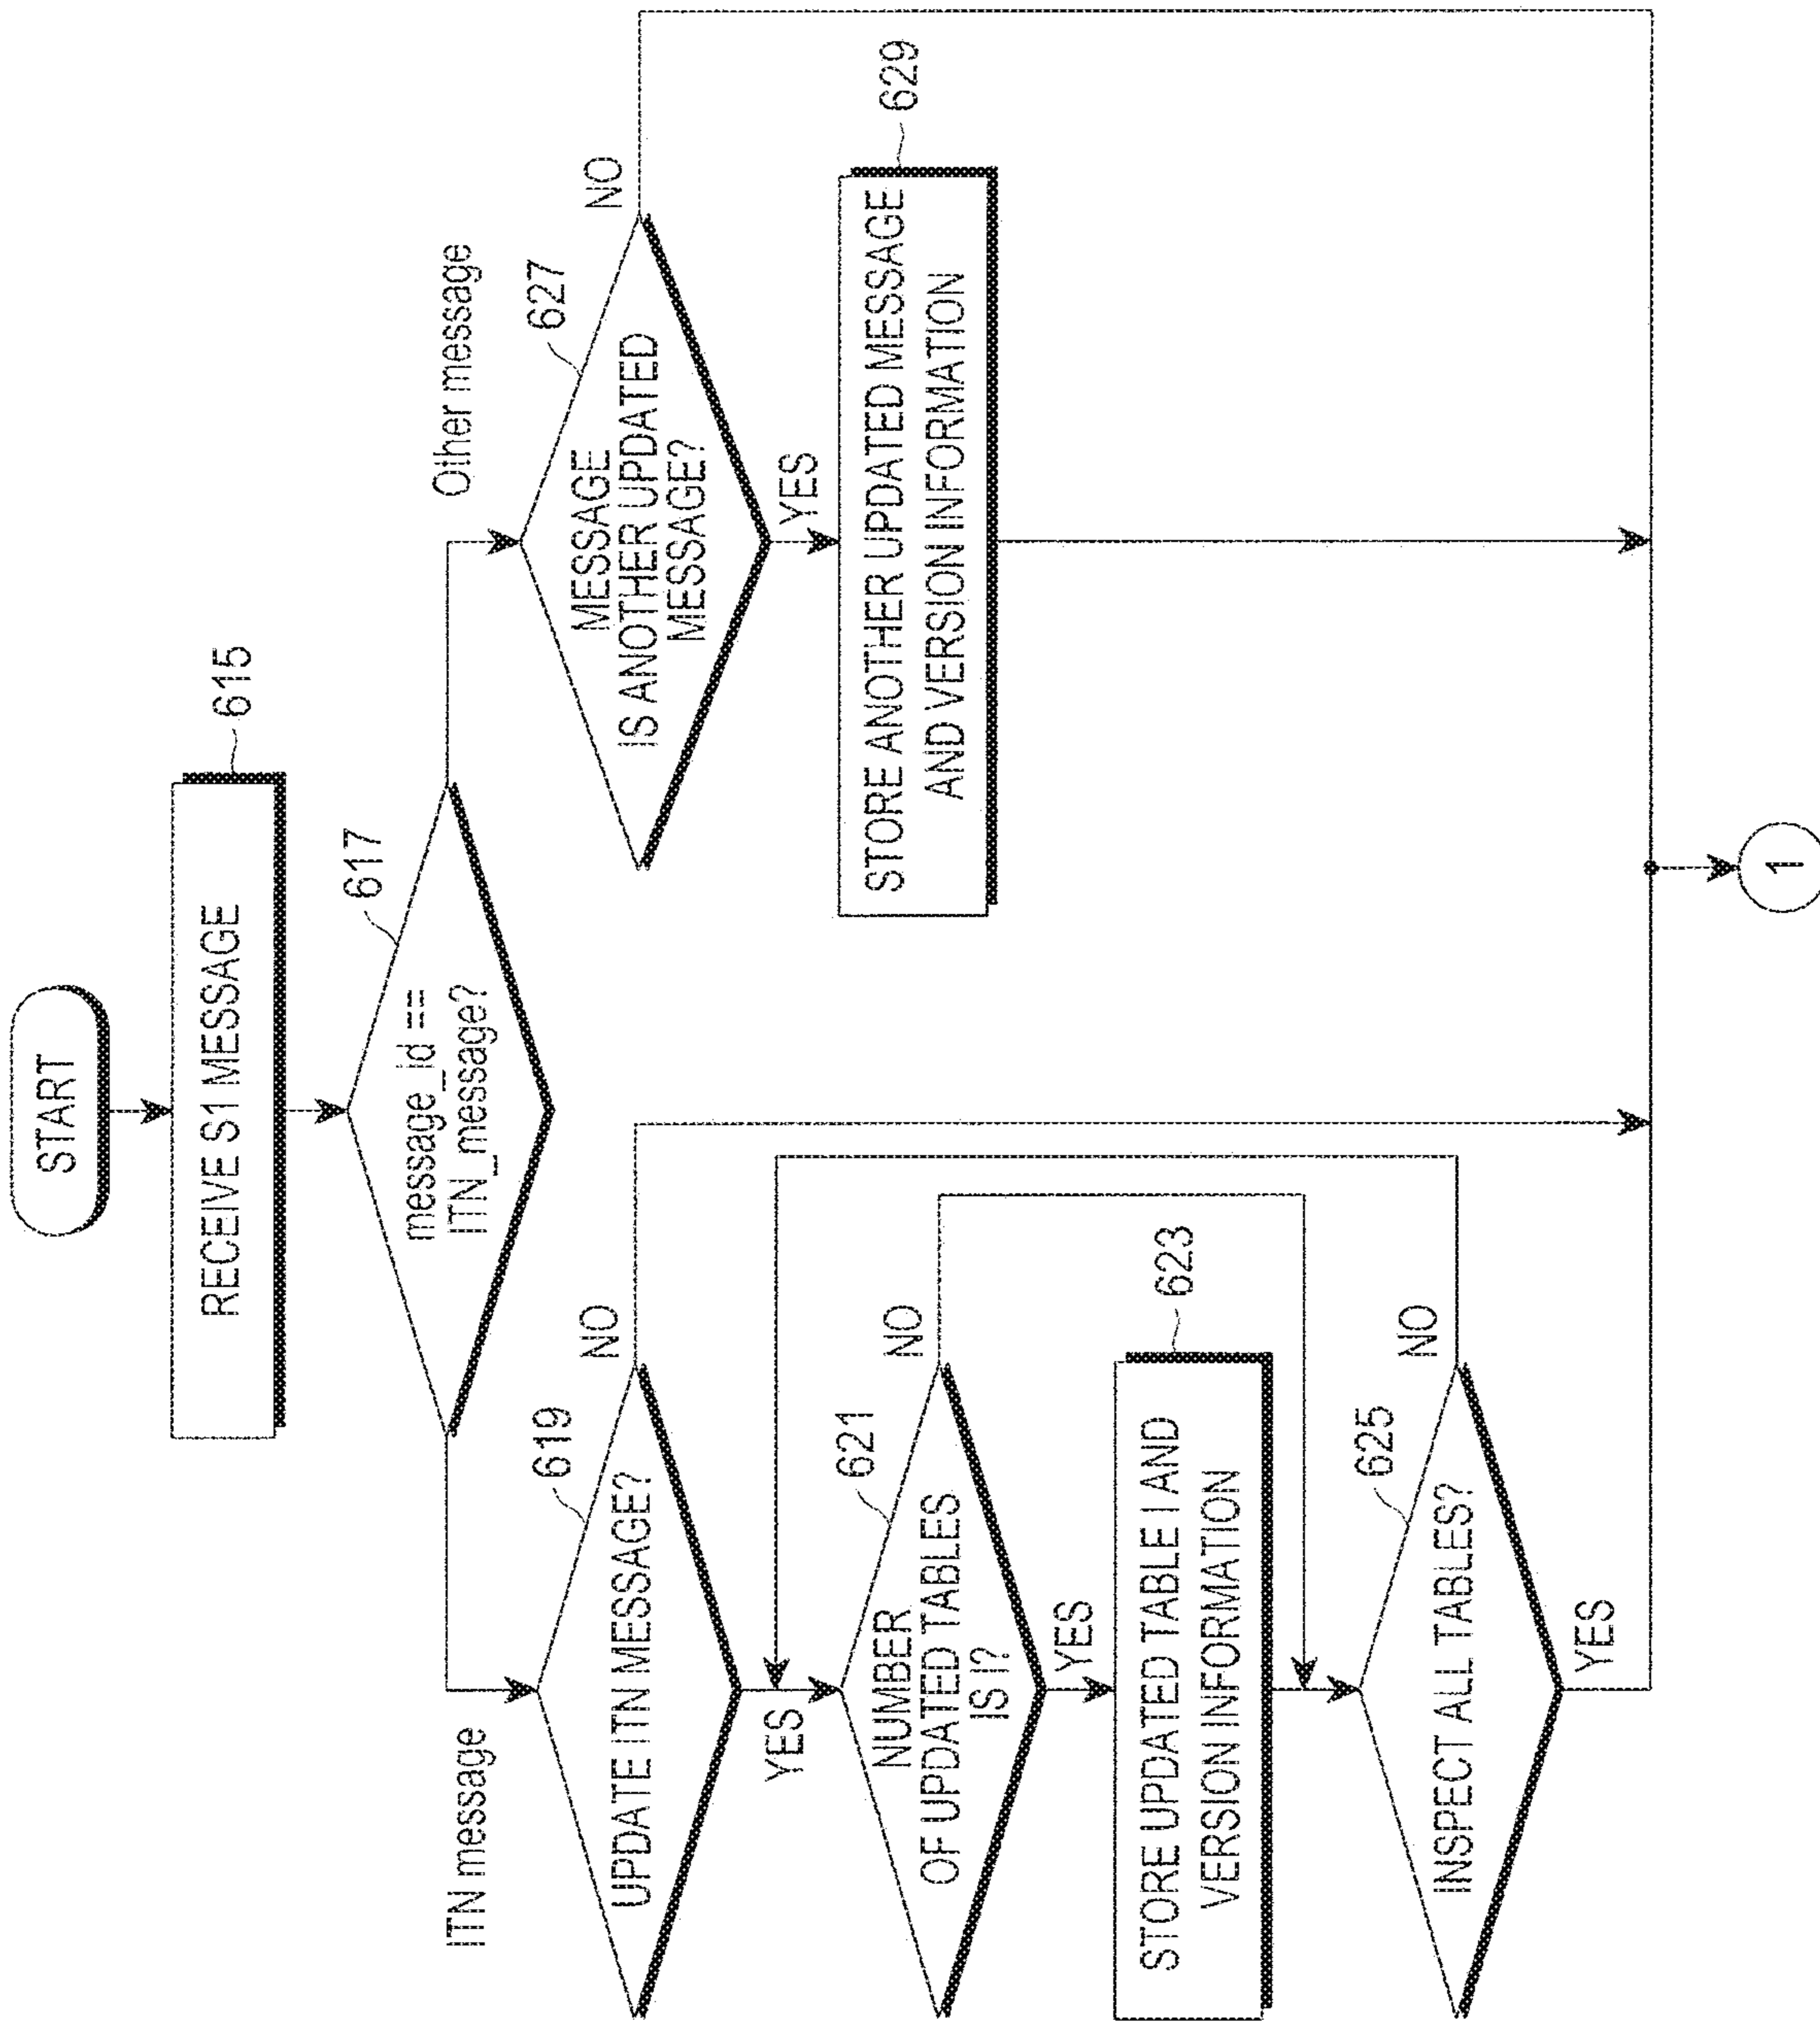 START
RECEIVE S1 MESSAGE
615
message_id ==
ITN_message?
617
ITN message
Other message
UPDATE ITN MESSAGE?
619
NO
YES
NUMBER
OF UPDATED TABLES
IS I?
621
NO
YES
STORE UPDATED TABLE I AND
VERSION INFORMATION
623
INSPECT ALL TABLES?
625
NO
YES
MESSAGE
IS ANOTHER UPDATED
MESSAGE?
627
NO
YES
STORE ANOTHER UPDATED MESSAGE
AND VERSION INFORMATION
629
1